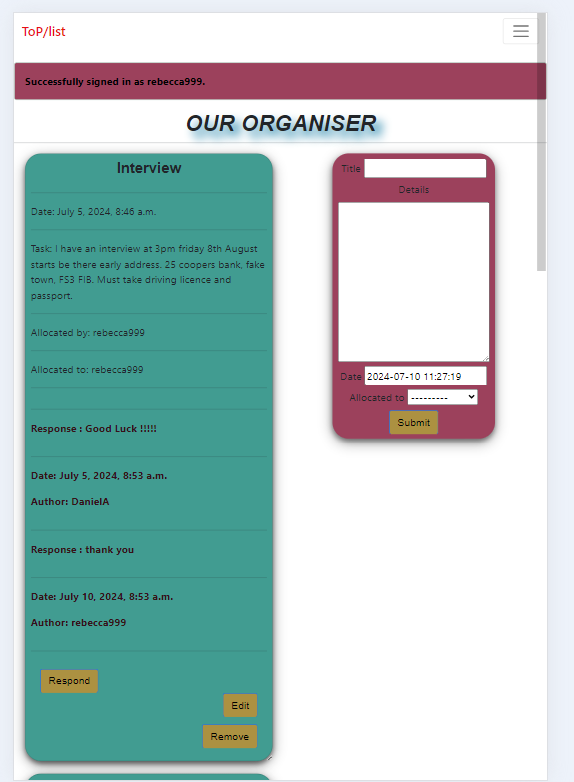 ToP/list
Successfully signed in as rebecca999.
OUR ORGANISER
Interview
Date: July 5, 2024, 8:46 a.m.
Task: I have an interview at 3pm friday 8th August
starts be there early address. 25 coopers bank, fake
town, FS3 FIB. Must take driving licence and
passport.
Allocated by: rebecca999
Allocated to: rebecca999
Response : Good Luck !!!!!
Date: July 5, 2024, 8:53 a.m.
Author: DanielA
Response : thank you
Date: July 10, 2024, 8:53 a.m.
Author: rebecca999
Respond
Edit
Remove
Title
Details
Date 2024-07-10 11:27:19
Allocated to ---------
Submit